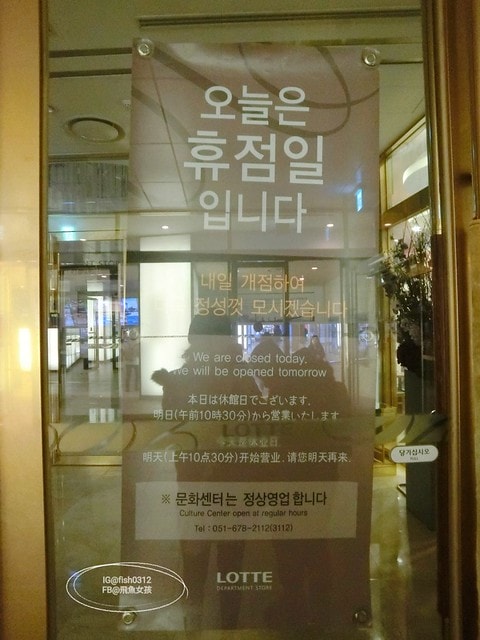 오늘은
휴점일
입니다
내일 개점하여
정성껏 모시겠습니다
We are closed today.
We will be opened tomorrow
本日は休館日でございます.
明日(午前10時30分)から営業いたします
今天是休业日
明天(上午10点30分)开始营业, 请您明天再来.
※ 문화센터는 정상영업합니다
Culture Center open at regular hours
Tel : 051-678-2112(3112)
LOTTE
DEPARTMENT STORE
당기십시오
IG@fish0312
FB@飛魚女孩